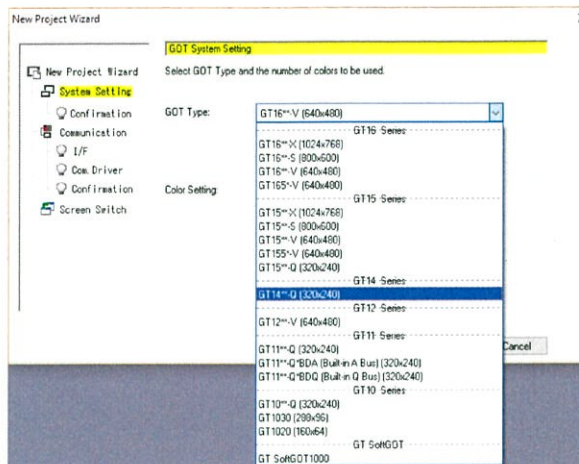 New Project Wizard
GOT System Setting
New Project Wizard
Select GOT Type and the number of colors to be used.
System Setting
Confirmation
GOT Type:
GT16**-V (640x480)
Communication
I/F
Com. Driver
Confirmation
Color Setting:
Screen Switch
GT16 Series
GT16**-X (1024x768)
GT16**-S (800x600)
GT16**-V (640x480)
GT165*-V (640x480)
GT15 Series
GT15**-X (1024x768)
GT15**-S (800x600)
GT15**-V (640x480)
GT155*-V (640x480)
GT15**-Q (320x240)
GT14 Series
GT14**-Q (320x240)
GT12 Series
GT12**-V (640x480)
GT11 Series
GT11**-Q (320x240)
GT11**-Q*BDA (Built-in A Bus) (320x240)
GT11**-Q*BDQ (Built-in Q Bus) (320x240)
Cancel
GT10 Series
GT10**-Q (320x240)
GT1030 (288x96)
GT1020 (160x64)
GT SoftGOT
GT SoftGOT1000